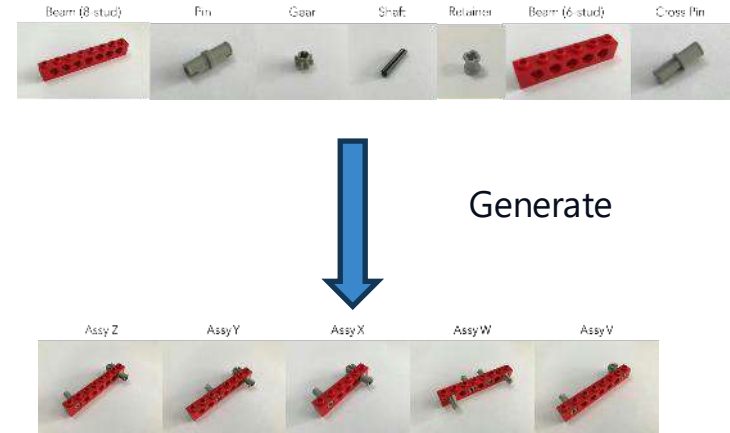 Beam (8-stud)
Pin
Gear
Shaft
Retainer
Beam (6-stud)
Cross Pin
Generate
Assy Z
Assy Y
Assy X
Assy W
Assy V